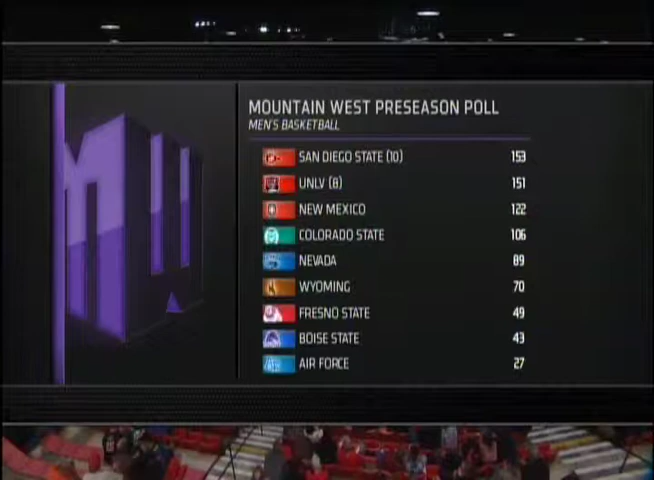 MW
MOUNTAIN WEST PRESEASON POLL
MEN'S BASKETBALL
SAN DIEGO STATE (10) 153
UNLV (8) 151
NEW MEXICO 122
COLORADO STATE 106
NEVADA 89
WYOMING 70
FRESNO STATE 49
BOISE STATE 43
AIR FORCE 27